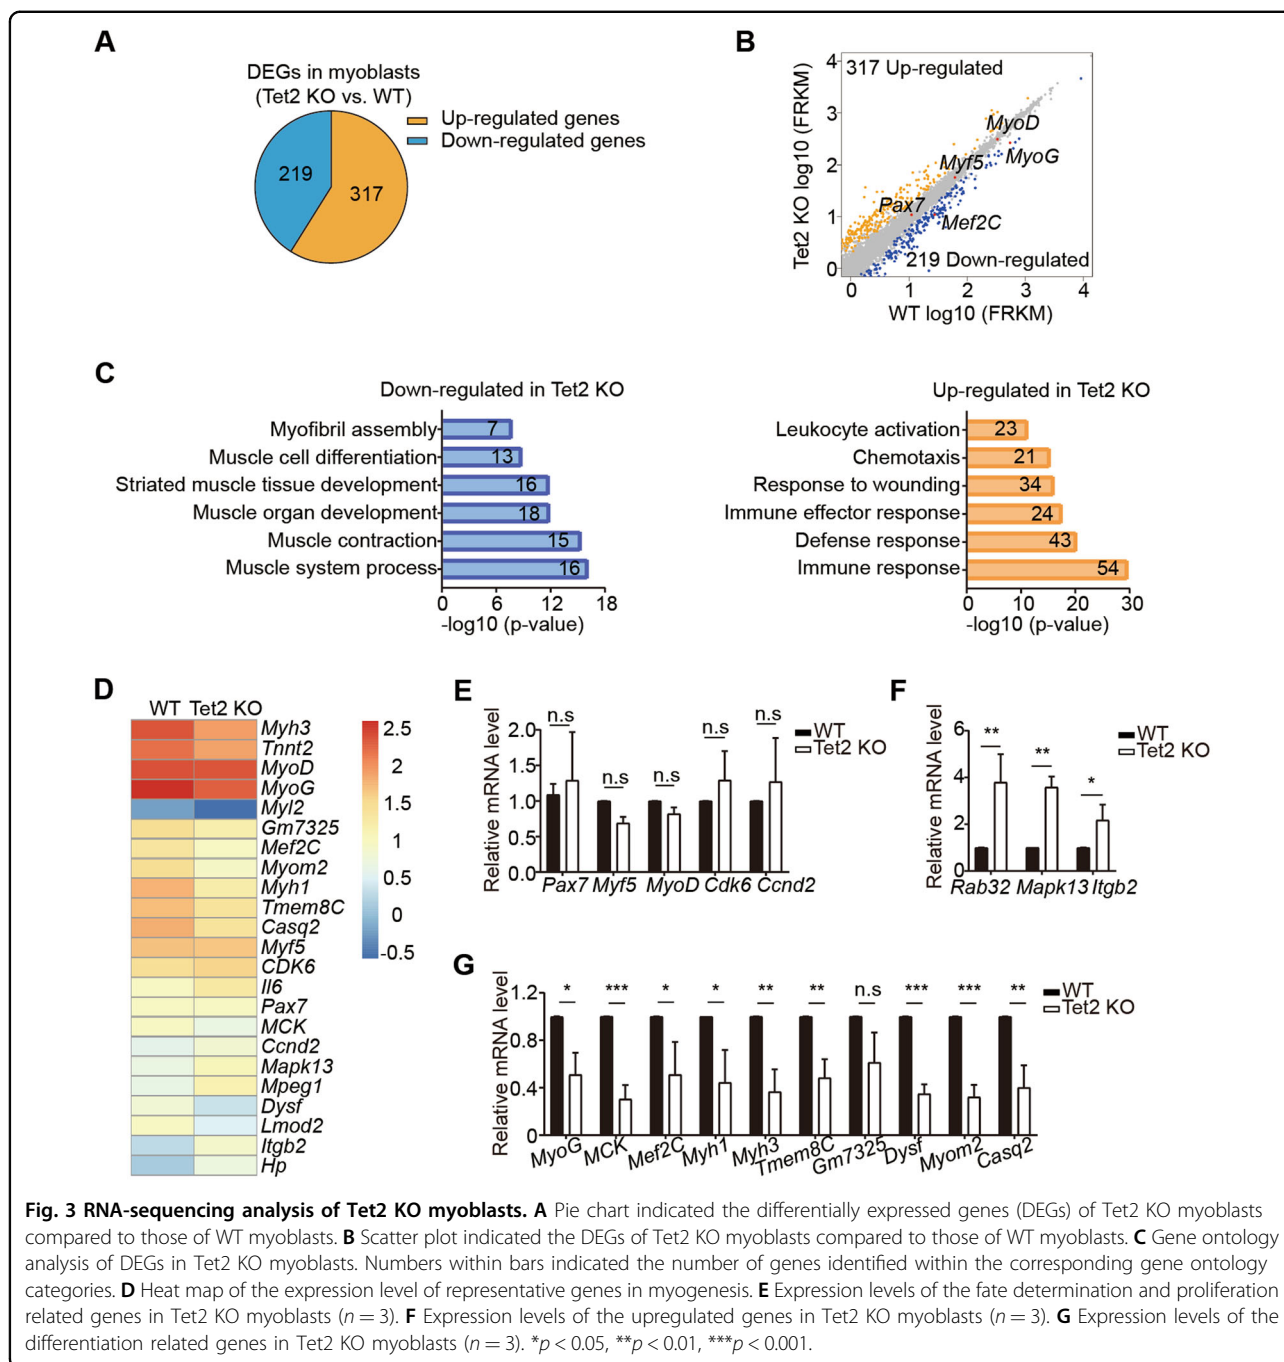 A
DEGs in myoblasts
(Tet2 KO vs. WT)
Up-regulated genes
Down-regulated genes
219
317
B
Tet2 KO log10 (FRKM)
4
3
2
1
0
317 Up-regulated
MyoD
Myf5
MyoG
Pax7
Mef2C
219 Down-regulated
0 1 2 3 4
WT log10 (FRKM)
C
Down-regulated in Tet2 KO
Myofibril assembly 7
Muscle cell differentiation 13
Striated muscle tissue development 16
Muscle organ development 18
Muscle contraction 15
Muscle system process 16
0 6 12 18
-log10 (p-value)
Up-regulated in Tet2 KO
Leukocyte activation 23
Chemotaxis 21
Response to wounding 34
Immune effector response 24
Defense response 43
Immune response 54
0 10 20 30
-log10 (p-value)
D
WT Tet2 KO
Myh3
Tnnt2
MyoD
MyoG
Myl2
Gm7325
Mef2C
Myom2
Myh1
Tmem8C
Casq2
Myf5
CDK6
Il6
Pax7
MCK
Ccnd2
Mapk13
Mpeg1
Dysf
Lmod2
Itgb2
Hp
2.5
2
1.5
1
0.5
0
-0.5
E
Relative mRNA level
2.0
1.5
1.0
0.5
0.0
n.s n.s n.s n.s n.s
WT
Tet2 KO
Pax7 Myf5 MyoD Cdk6 Ccnd2
F
Relative mRNA level
6
4
2
0
** ** *
WT
Tet2 KO
Rab32 Mapk13 Itgb2
G
Relative mRNA level
1.2
0.8
0.4
0
* *** * * ** ** n.s *** *** **
WT
Tet2 KO
MyoG MCK Mef2C Myh1 Myh3 Tmem8C Gm7325 Dysf Myom2 Casq2
Fig. 3 RNA-sequencing analysis of Tet2 KO myoblasts. A Pie chart indicated the differentially expressed genes (DEGs) of Tet2 KO myoblasts
compared to those of WT myoblasts. B Scatter plot indicated the DEGs of Tet2 KO myoblasts compared to those of WT myoblasts. C Gene ontology
analysis of DEGs in Tet2 KO myoblasts. Numbers within bars indicated the number of genes identified within the corresponding gene ontology
categories. D Heat map of the expression level of representative genes in myogenesis. E Expression levels of the fate determination and proliferation
related genes in Tet2 KO myoblasts (n = 3). F Expression levels of the upregulated genes in Tet2 KO myoblasts (n = 3). G Expression levels of the
differentiation related genes in Tet2 KO myoblasts (n = 3). *p < 0.05, **p < 0.01, ***p < 0.001.